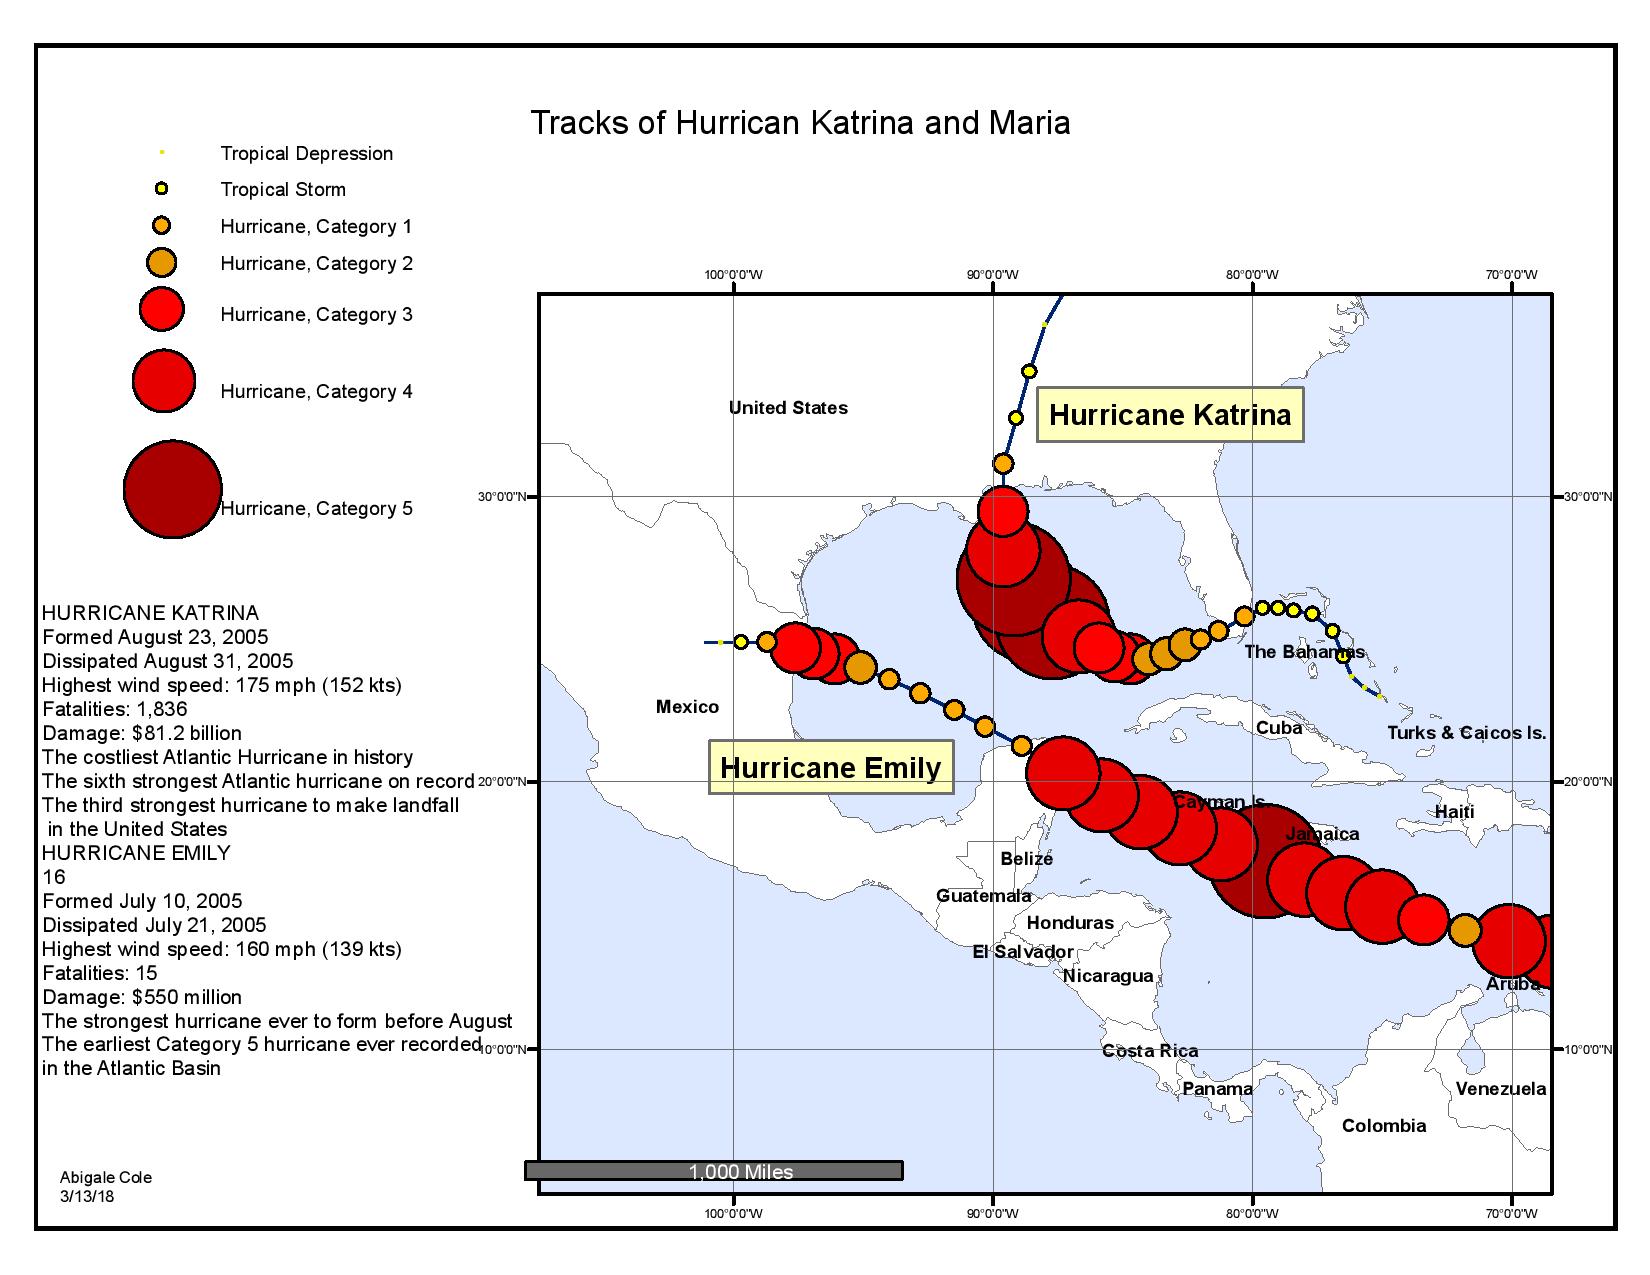 Tracks of Hurrican Katrina and Maria
Tropical Depression
Tropical Storm
Hurricane, Category 1
Hurricane, Category 2
Hurricane, Category 3
Hurricane, Category 4
Hurricane, Category 5
HURRICANE KATRINA
Formed August 23, 2005
Dissipated August 31, 2005
Highest wind speed: 175 mph (152 kts)
Fatalities: 1,836
Damage: $81.2 billion
The costliest Atlantic Hurricane in history
The sixth strongest Atlantic hurricane on record
The third strongest hurricane to make landfall
in the United States
HURRICANE EMILY
16
Formed July 10, 2005
Dissipated July 21, 2005
Highest wind speed: 160 mph (139 kts)
Fatalities: 15
Damage: $550 million
The strongest hurricane ever to form before August
The earliest Category 5 hurricane ever recorded
in the Atlantic Basin
Abigale Cole
3/13/18
100°0'0"W
90°0'0"W
80°0'0"W
70°0'0"W
United States
Hurricane Katrina
30°0'0"N
30°0'0"N
The Bahamas
Mexico
Cuba
Turks & Caicos Is.
Hurricane Emily
20°0'0"N
20°0'0"N
Cayman Is.
Haiti
Jamaica
Belize
Guatemala
Honduras
El Salvador
Nicaragua
Aruba
10°0'0"N
10°0'0"N
Costa Rica
Panama
Venezuela
Colombia
1,000 Miles
100°0'0"W
90°0'0"W
80°0'0"W
70°0'0"W